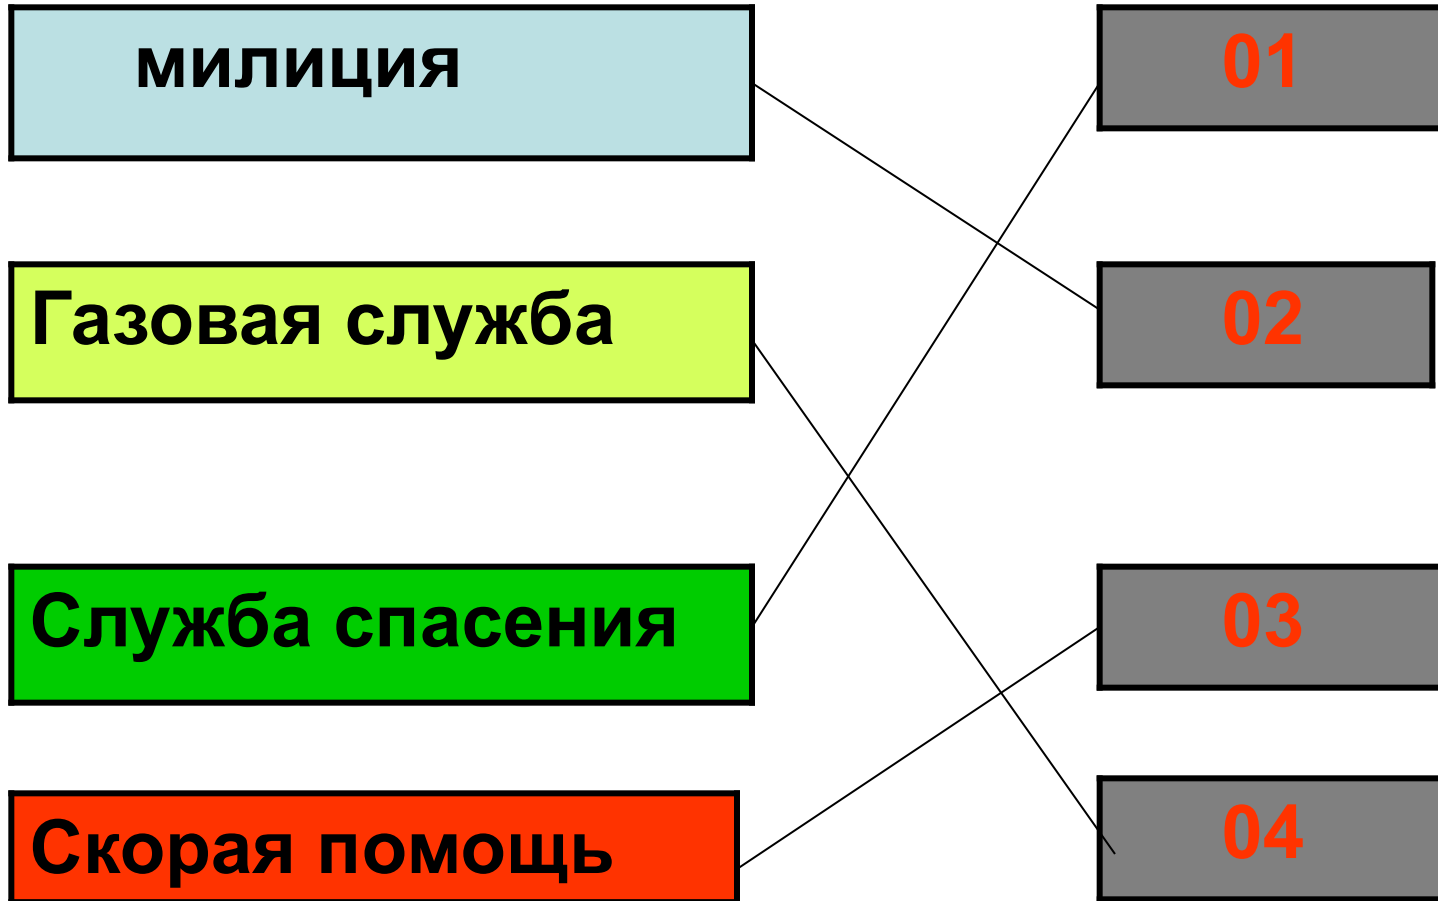 милиция
01
Газовая служба
02
Служба спасения
03
Скорая помощь
04